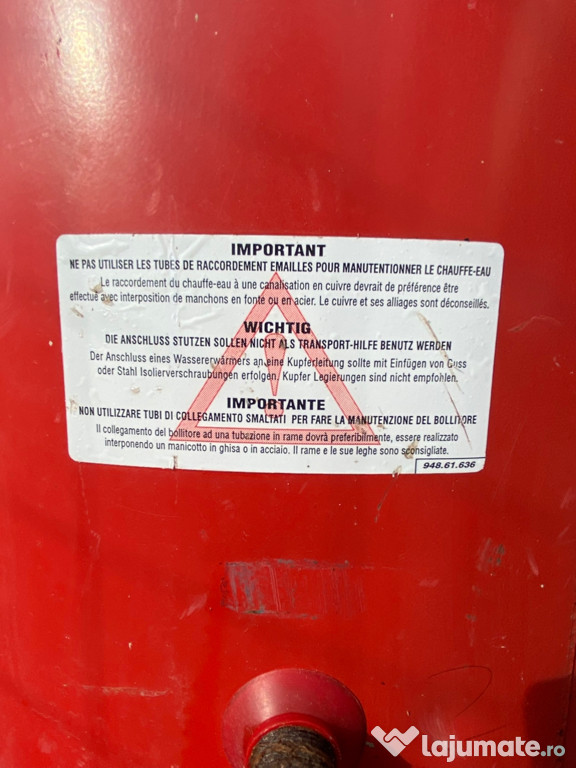 IMPORTANT
NE PAS UTILISER LES TUBES DE RACCORDEMENT EMAILLES POUR MANUTENTIONNER LE CHAUFFE-EAU
Le raccordement du chauffe-eau à une canalisation en cuivre devrait de préférence être
effectué avec interposition de manchons en fonte ou en acier. Le cuivre et ses alliages sont déconseillés.
WICHTIG
DIE ANSCHLUSS STUTZEN SOLLEN NICHT ALS TRANSPORT-HILFE BENUTZ WERDEN
Der Anschluss eines Wassererwärmers an eine Kupferleitung sollte mit Einfügen von Guss
oder Stahl Isolierverschraubungen erfolgen/ Kupfer Legierungen sind nicht empfohlen.
IMPORTANTE
NON UTILIZZARE TUBI DI COLLEGAMENTO SMALTATI PER FARE LA MANUTENZIONE DEL BOLLITORE
Il collegamento del bollitore ad una tubazione in rame dovrà preferibilmente, essere realizzato
interponendo un manicotto in ghisa o in acciaio. Il rame e le sue leghe sono sconsigliate.
948.61.636
lajumate.ro